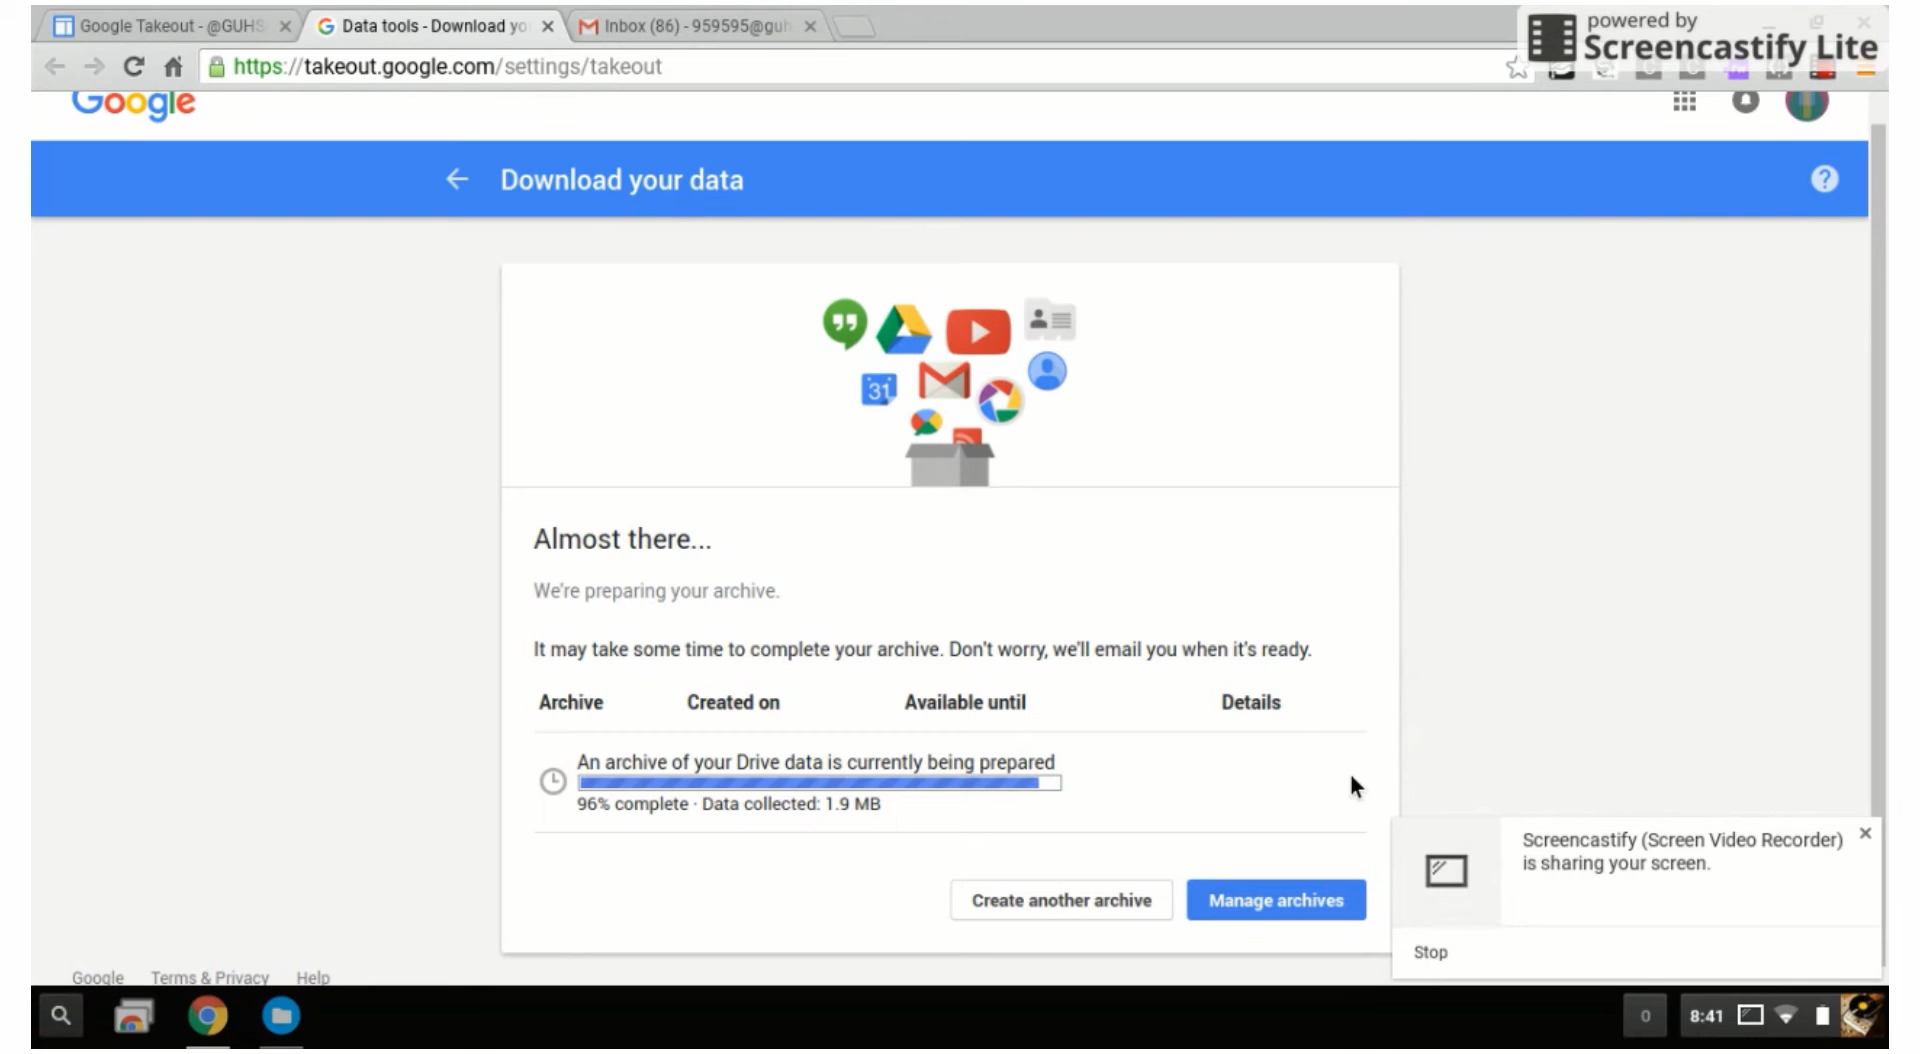 Google Takeout - @GUHS
Data tools - Download yo
Inbox (86) - 959595@guh
powered by
Screencastify Lite
https://takeout.google.com/settings/takeout
Google
Download your data
31
Almost there...
We're preparing your archive.
It may take some time to complete your archive. Don't worry, we'll email you when it's ready.
Archive Created on Available until Details
An archive of your Drive data is currently being prepared
96% complete · Data collected: 1.9 MB
Create another archive
Manage archives
Screencastify (Screen Video Recorder)
is sharing your screen.
Stop
Google Terms & Privacy Help
0
8:41